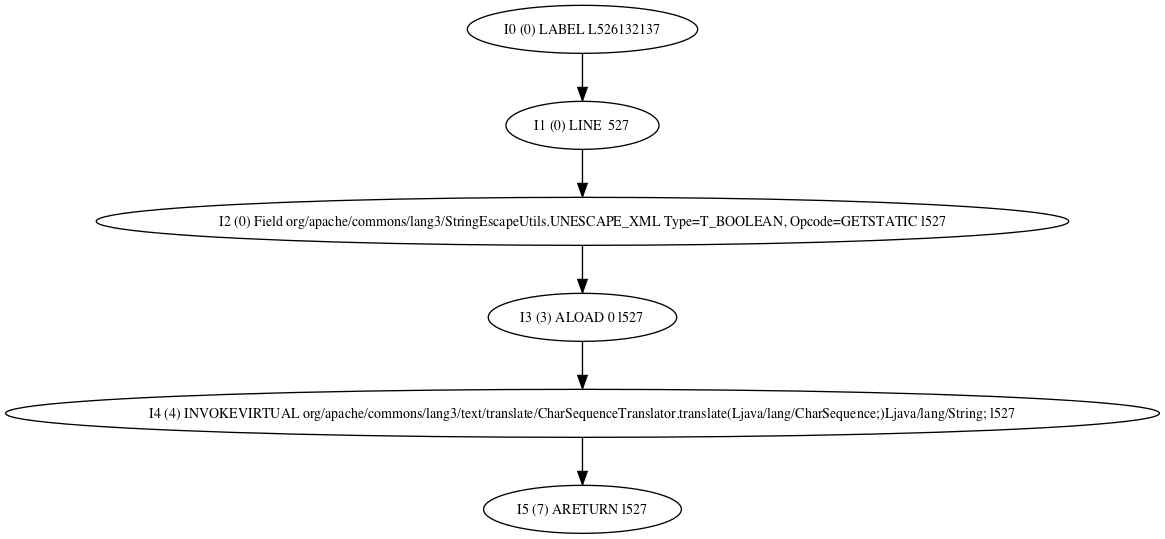 I0 (0) LABEL L526132137
I1 (0) LINE 527
I2 (0) Field org/apache/commons/lang3/StringEscapeUtils.UNESCAPE_XML Type=T_BOOLEAN, Opcode=GETSTATIC l527
I3 (3) ALOAD 0 l527
I4 (4) INVOKEVIRTUAL org/apache/commons/lang3/text/translate/CharSequenceTranslator.translate(Ljava/lang/CharSequence;)Ljava/lang/String; l527
I5 (7) ARETURN l527